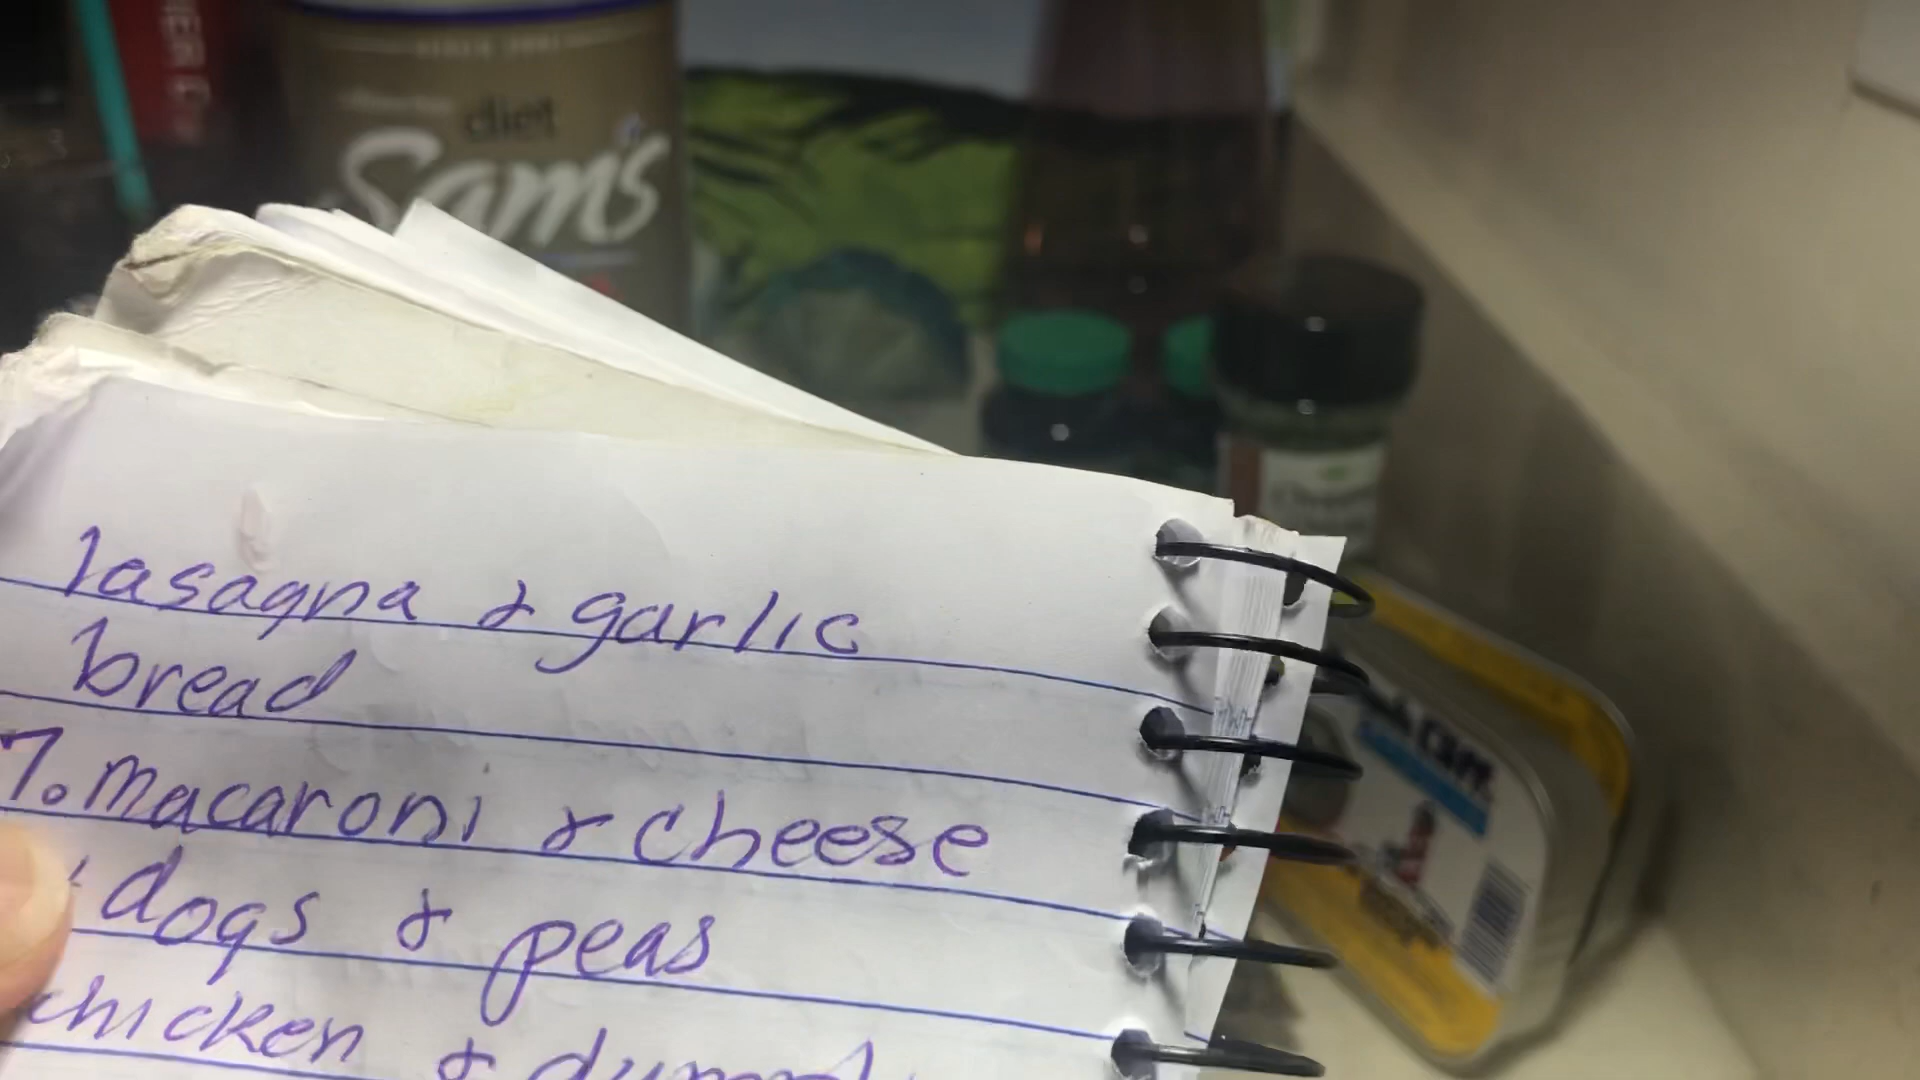 diet
Sam's
lasagna & garlic
bread
7. macaroni & cheese
dogs & peas
chicken &